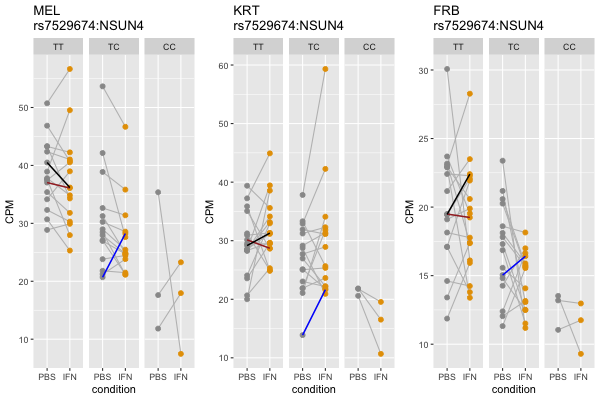 MEL
rs7529674:NSUN4
TT TC CC
50
40
30
20
10
CPM
PBS IFN PBS IFN PBS IFN
condition
KRT
rs7529674:NSUN4
TT TC CC
60
50
40
30
20
10
CPM
PBS IFN PBS IFN PBS IFN
condition
FRB
rs7529674:NSUN4
TT TC CC
30
25
20
15
10
CPM
PBS IFN PBS IFN PBS IFN
condition